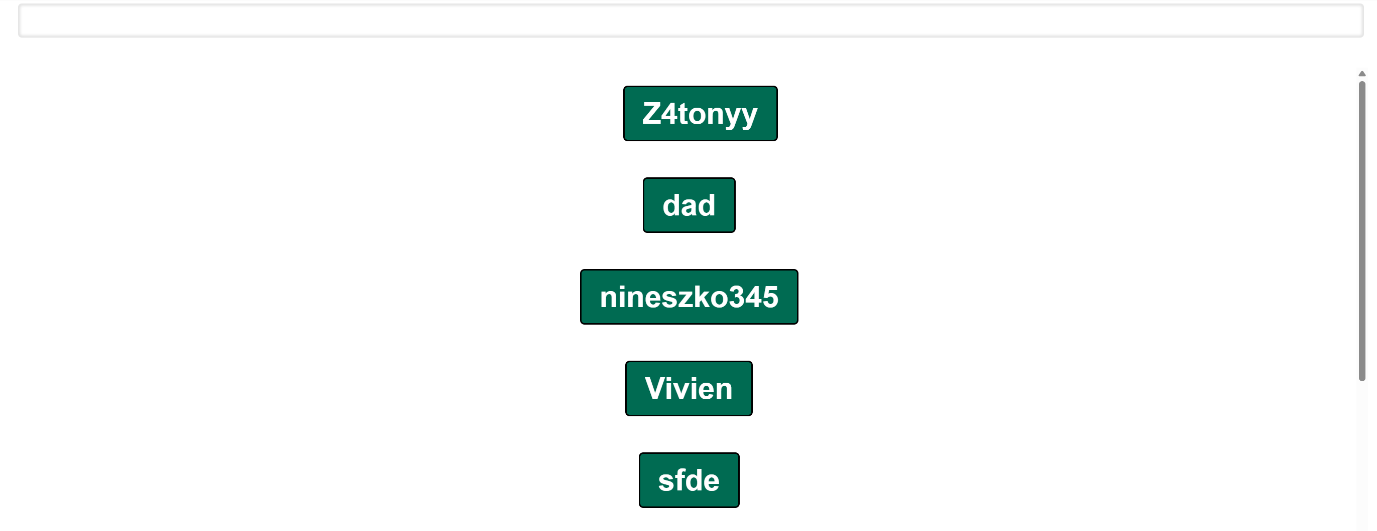 Z4tonyy
dad
nineszko345
Vivien
sfde